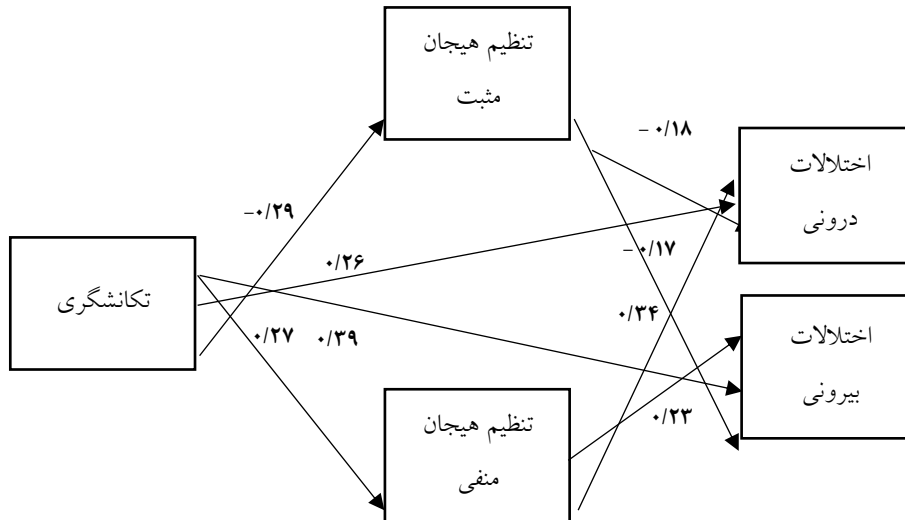 تنظیم هیجان
مثبت
– ۰/۱۸
اختلالات
درونی
–۰/۲۹
– ۰/۱۷
۰/۲۶
تکانشگری
۰/۳۴
۰/۲۷
۰/۳۹
اختلالات
بیرونی
تنظیم هیجان
منفی
۰/۲۳